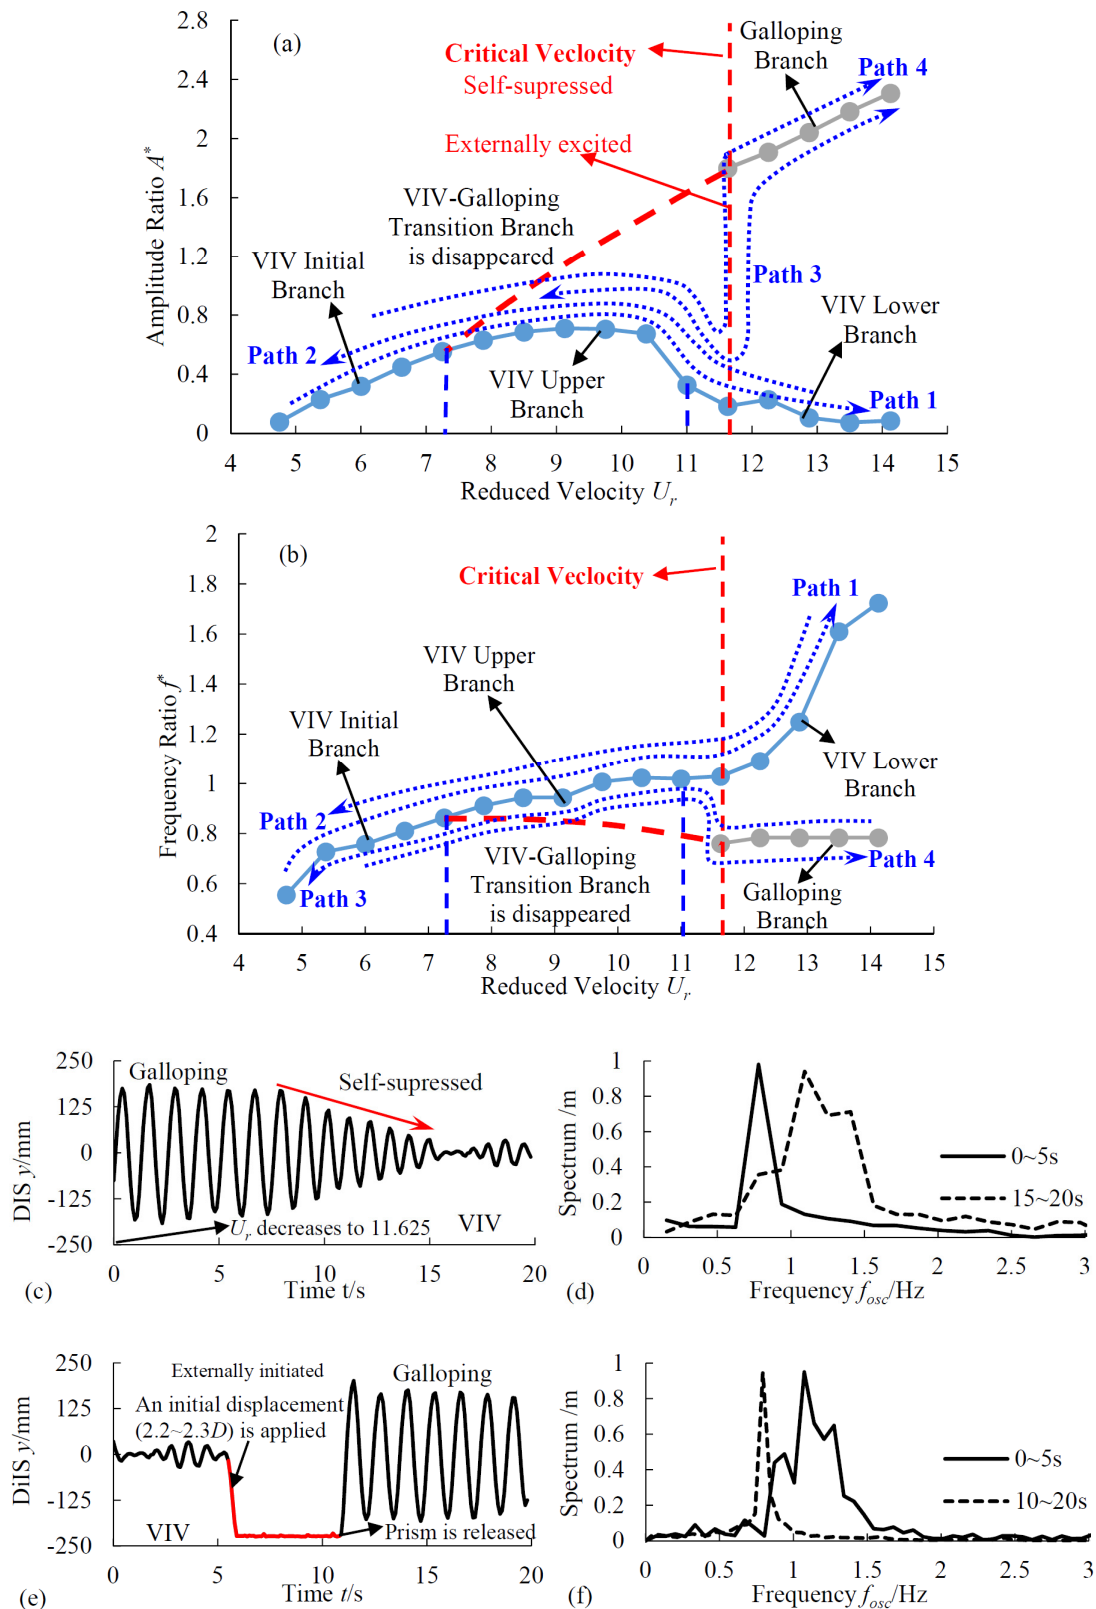 (a)
Galloping
Branch
Critical Veclocity
Self-supressed
Path 4
Externally excited
VIV-Galloping
Transition Branch
is disappeared
VIV Initial
Branch
Path 3
VIV Lower
Branch
Path 2
VIV Upper
Branch
Path 1
Amplitude Ratio A*
2.8
2.4
2
1.6
1.2
0.8
0.4
0
4 5 6 7 8 9 10 11 12 13 14 15
Reduced Velocity Ur
(b)
Critical Veclocity
Path 1
VIV Upper
Branch
VIV Initial
Branch
VIV Lower
Branch
Path 2
Path 3
VIV-Galloping
Transition Branch
is disappeared
Path 4
Galloping
Branch
Frequency Ratio f*
2
1.8
1.6
1.4
1.2
1
0.8
0.6
0.4
4 5 6 7 8 9 10 11 12 13 14 15
Reduced Velocity Ur
Galloping
Self-supressed
Ur decreases to 11.625
VIV
DIS y/mm
250
125
0
-125
-250
0 5 10 15 20
(c)
Time t/s
Spectrum /m
1
0.8
0.6
0.4
0.2
0
0~5s
15~20s
0.5 1 1.5 2 2.5 3
(d)
Frequency fosc/Hz
Externally initiated
Galloping
An initial displacement
(2.2~2.3D) is applied
VIV
Prism is released
DiIS y/mm
250
125
0
-125
-250
0 5 10 15 20
(e)
Time t/s
Spectrum /m
1
0.8
0.6
0.4
0.2
0
0~5s
10~20s
0 0.5 1 1.5 2 2.5 3
(f)
Frequency fosc/Hz